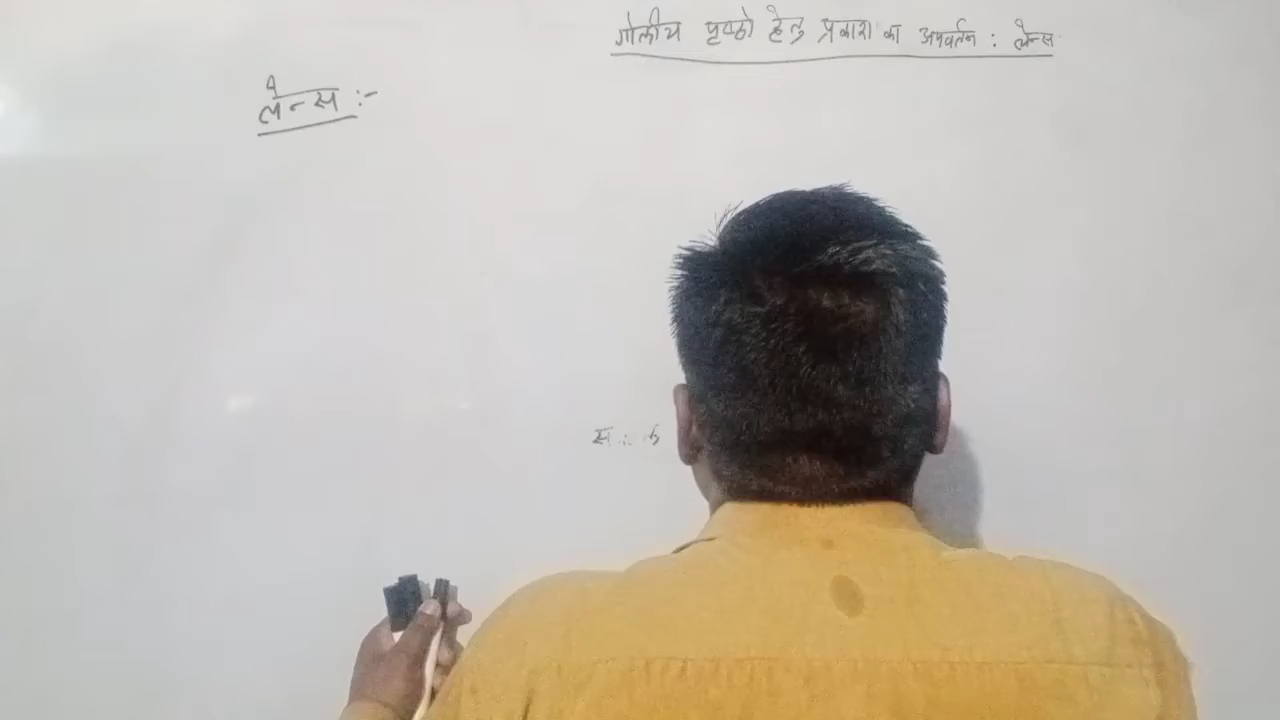 गोलीय पृष्ठो हेतु प्रकाश का अपवर्तन : लेन्स
लेन्स :-